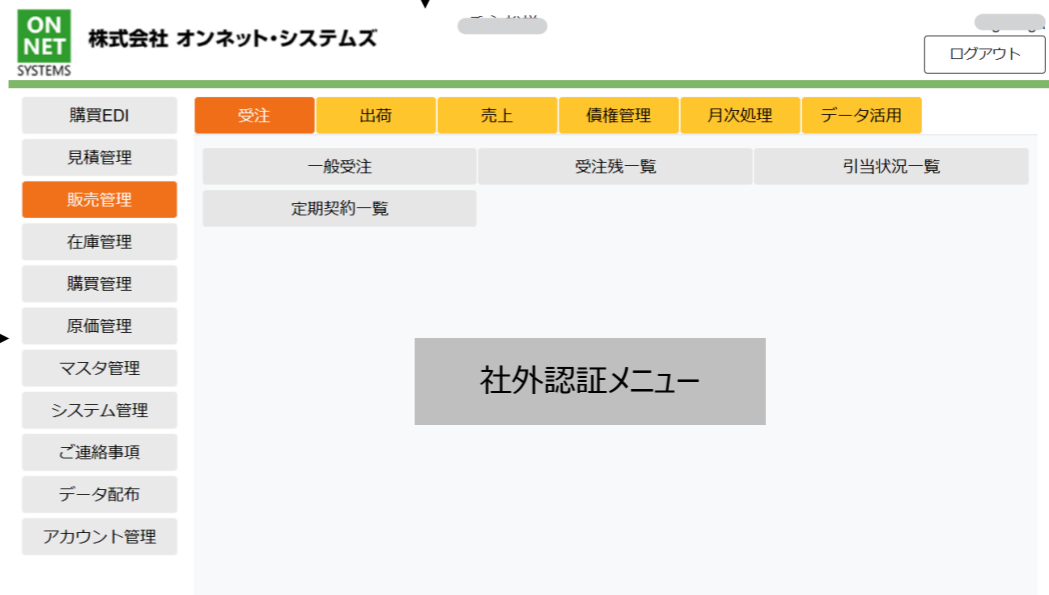 ON
NET
SYSTEMS
株式会社 オンネット・システムズ
ログアウト
購買EDI
見積管理
販売管理
在庫管理
購買管理
原価管理
マスタ管理
システム管理
ご連絡事項
データ配布
アカウント管理
受注 出荷 売上 債権管理 月次処理 データ活用
一般受注 受注残一覧 引当状況一覧
定期契約一覧
社外認証メニュー